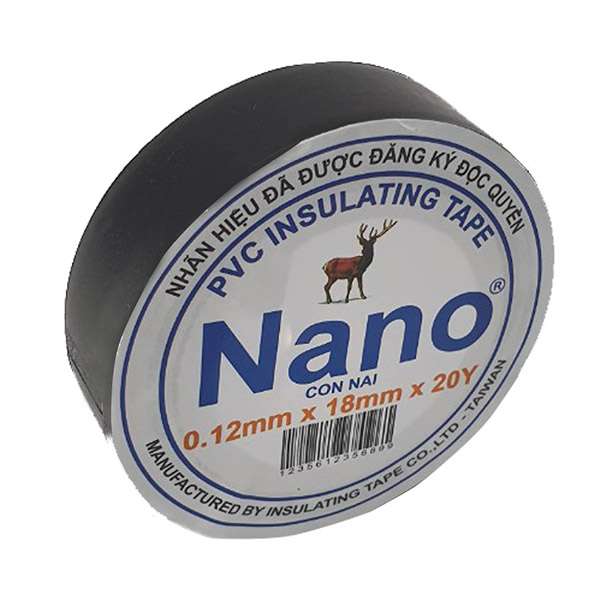 NHÃN HIỆU ĐÃ ĐƯỢC ĐĂNG KÝ ĐỘC QUYỀN
PVC INSULATING TAPE
Nano®
CON NAI
0.12mm x 18mm x 20Y
1235612356899
MANUFACTURED BY INSULATING TAPE CO.,LTD - TAIWAN